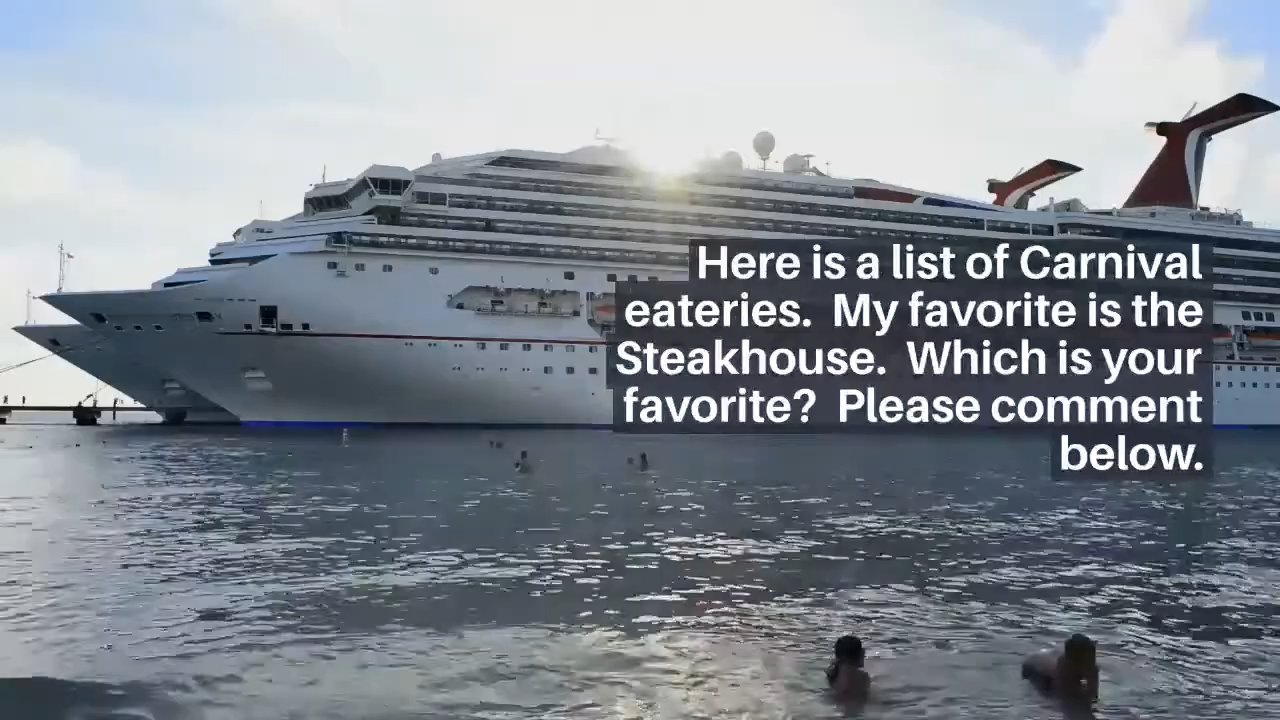 Here is a list of Carnival
eateries.  My favorite is the
Steakhouse.  Which is your
favorite?  Please comment
below.